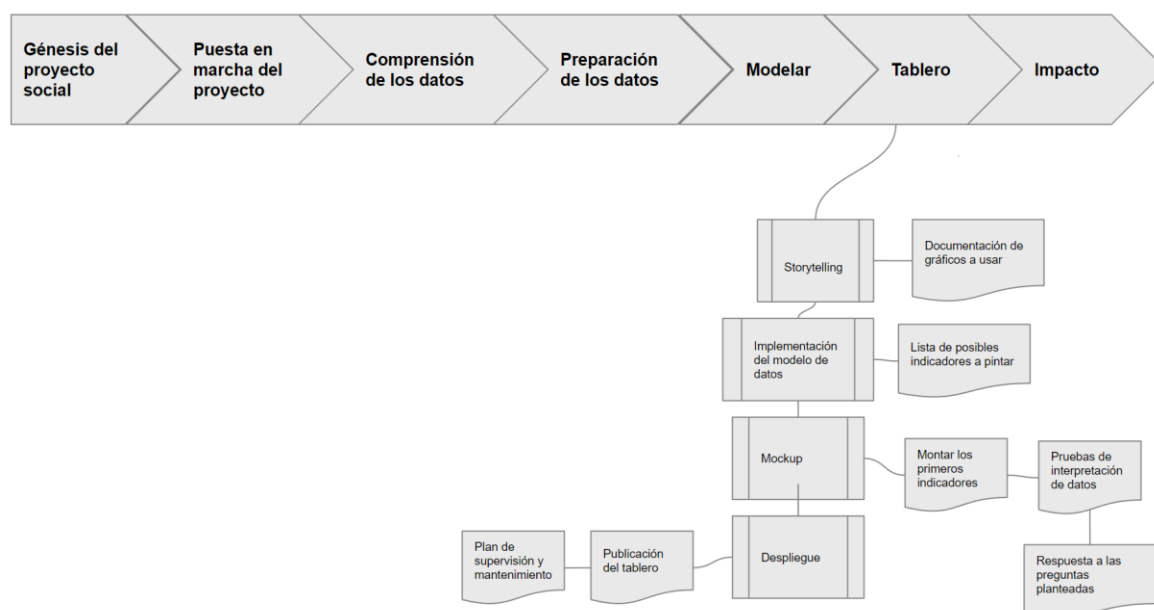 Génesis del
proyecto
social
Puesta en
marcha del
proyecto
Comprensión
de los datos
Preparación
de los datos
Modelar
Tablero
Impacto
Storytelling
Documentación de
gráficos a usar
Implementación
del modelo de
datos
Lista de posibles
indicadores a pintar
Mockup
Montar los
primeros
indicadores
Pruebas de
interpretación
de datos
Respuesta a las
preguntas
planteadas
Despliegue
Publicación
del tablero
Plan de
supervisión y
mantenimiento